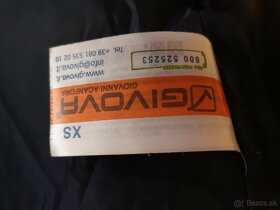 Tel. +39 081 535 02 10
info@givova.it
www.givova.it
800 525253
GIVOVA®
GIOVANNI ACANFORA
XS
bazos.sk